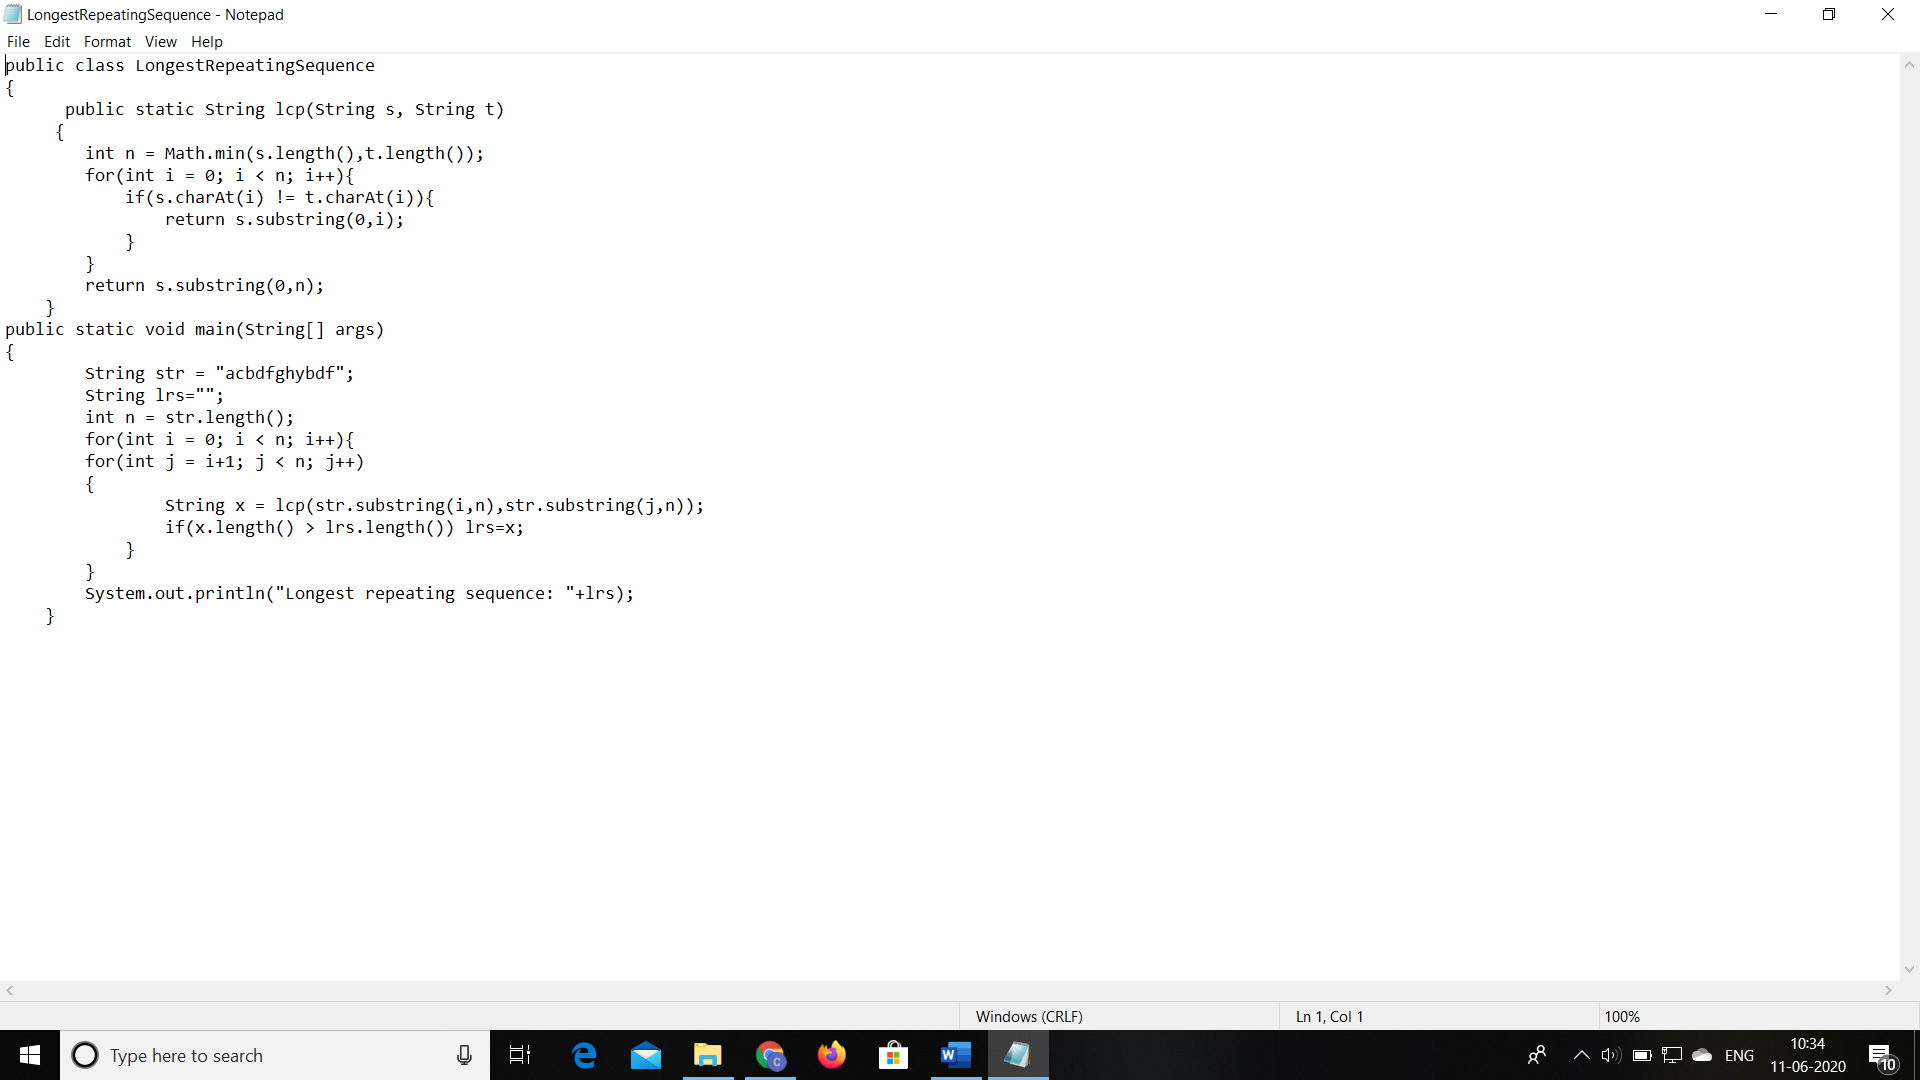 LongestRepeatingSequence - Notepad
File Edit Format View Help
public class LongestRepeatingSequence
{
      public static String lcp(String s, String t)
     {
        int n = Math.min(s.length(),t.length());
        for(int i = 0; i < n; i++){
            if(s.charAt(i) != t.charAt(i)){
                return s.substring(0,i);
            }
        }
        return s.substring(0,n);
    }
public static void main(String[] args)
{
        String str = "acbdfghybdf";
        String lrs="";
        int n = str.length();
        for(int i = 0; i < n; i++){
        for(int j = i+1; j < n; j++)
        {
                String x = lcp(str.substring(i,n),str.substring(j,n));
                if(x.length() > lrs.length()) lrs=x;
            }
        }
        System.out.println("Longest repeating sequence: "+lrs);
    }
Windows (CRLF) Ln 1, Col 1 100%
Type here to search
ENG
10:34
11-06-2020
10